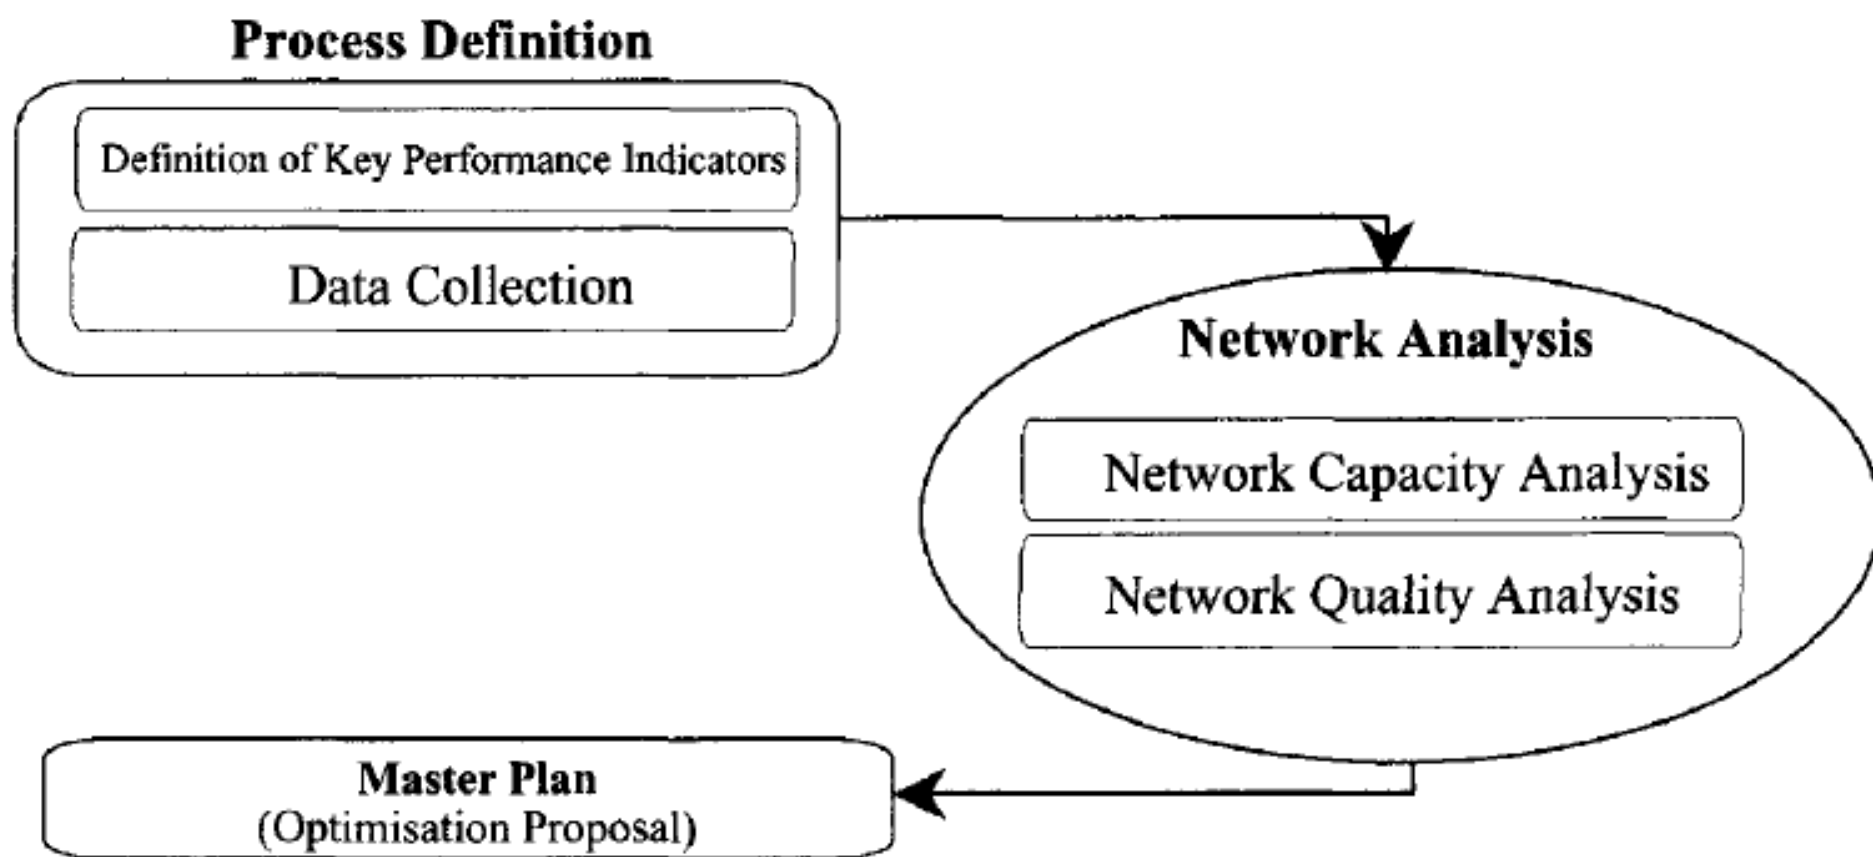 Process Definition
Definition of Key Performance Indicators
Data Collection
Network Analysis
Network Capacity Analysis
Network Quality Analysis
Master Plan
(Optimisation Proposal)